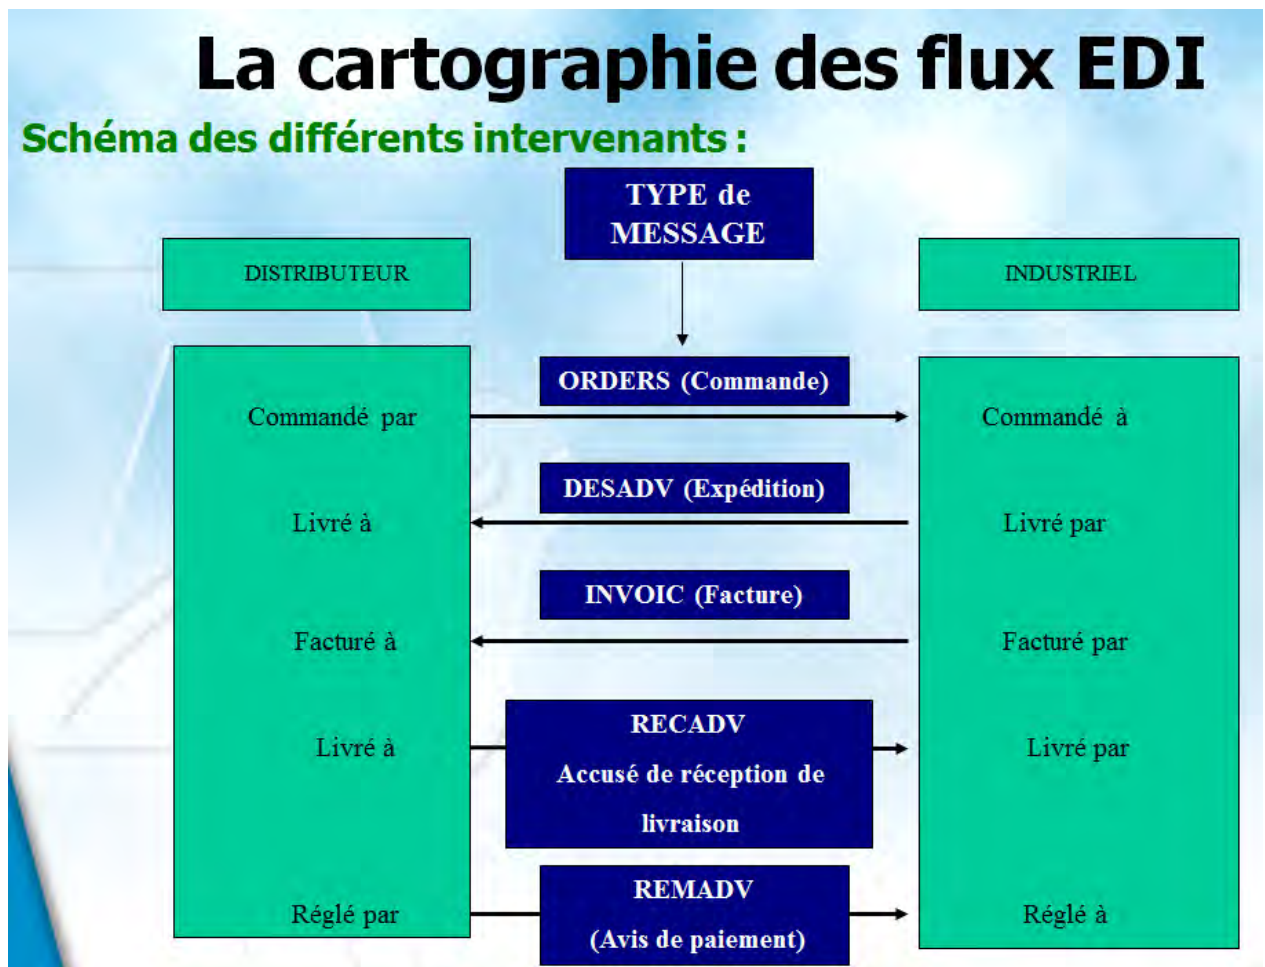 La cartographie des flux EDI
Schéma des différents intervenants :
TYPE de
MESSAGE
DISTRIBUTEUR
INDUSTRIEL
ORDERS (Commande)
Commandé par
Commandé à
DESADV (Expédition)
Livré à
Livré par
INVOIC (Facture)
Facturé à
Facturé par
RECADV
Accusé de réception de
livraison
Livré à
Livré par
REMADV
(Avis de paiement)
Réglé par
Réglé à